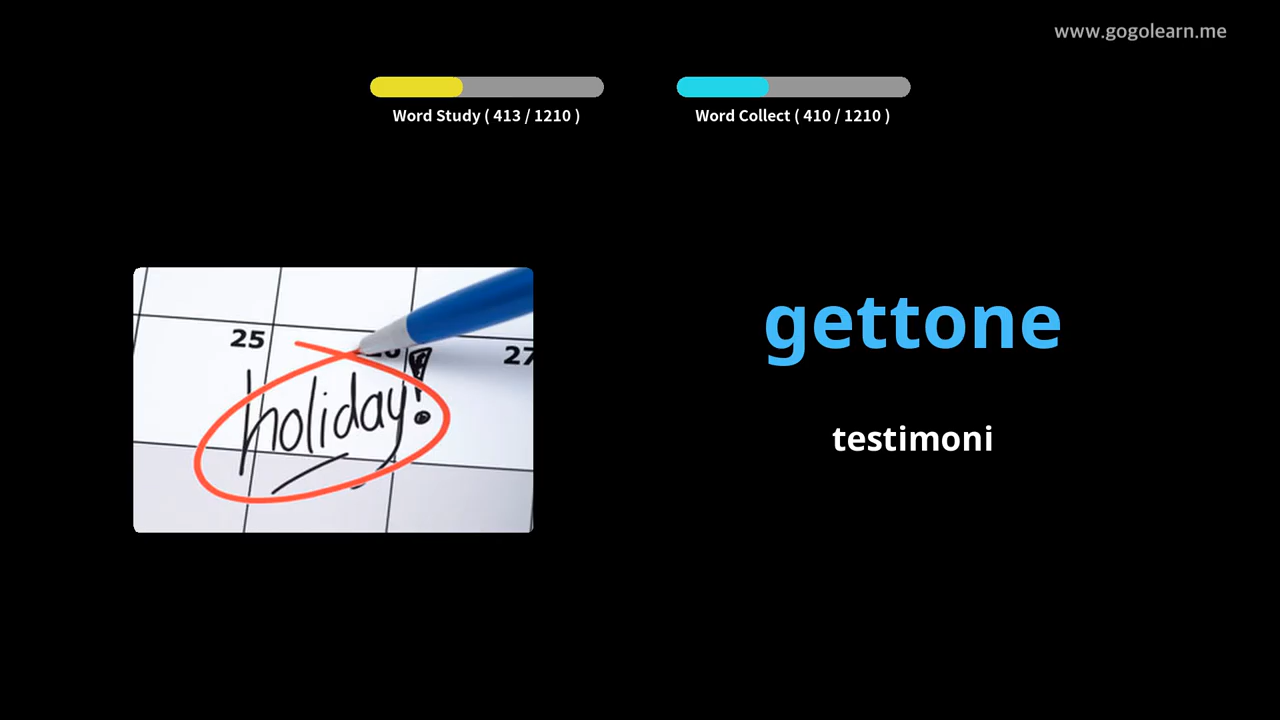 www.gogolearn.me
Word Study ( 413 / 1210 )
Word Collect ( 410 / 1210 )
25
27
holiday!
gettone
testimoni